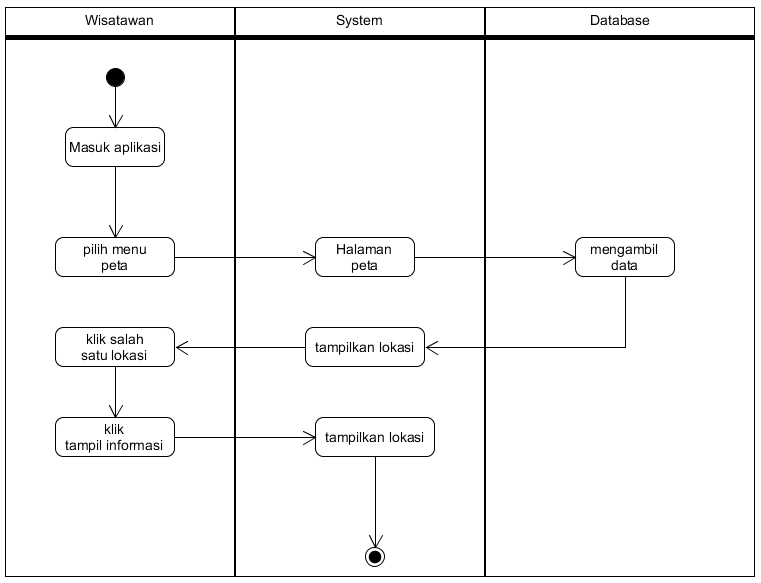 Wisatawan
System
Database
Masuk aplikasi
pilih menu
peta
Halaman
peta
mengambil
data
klik salah
satu lokasi
tampilkan lokasi
klik
tampil informasi
tampilkan lokasi